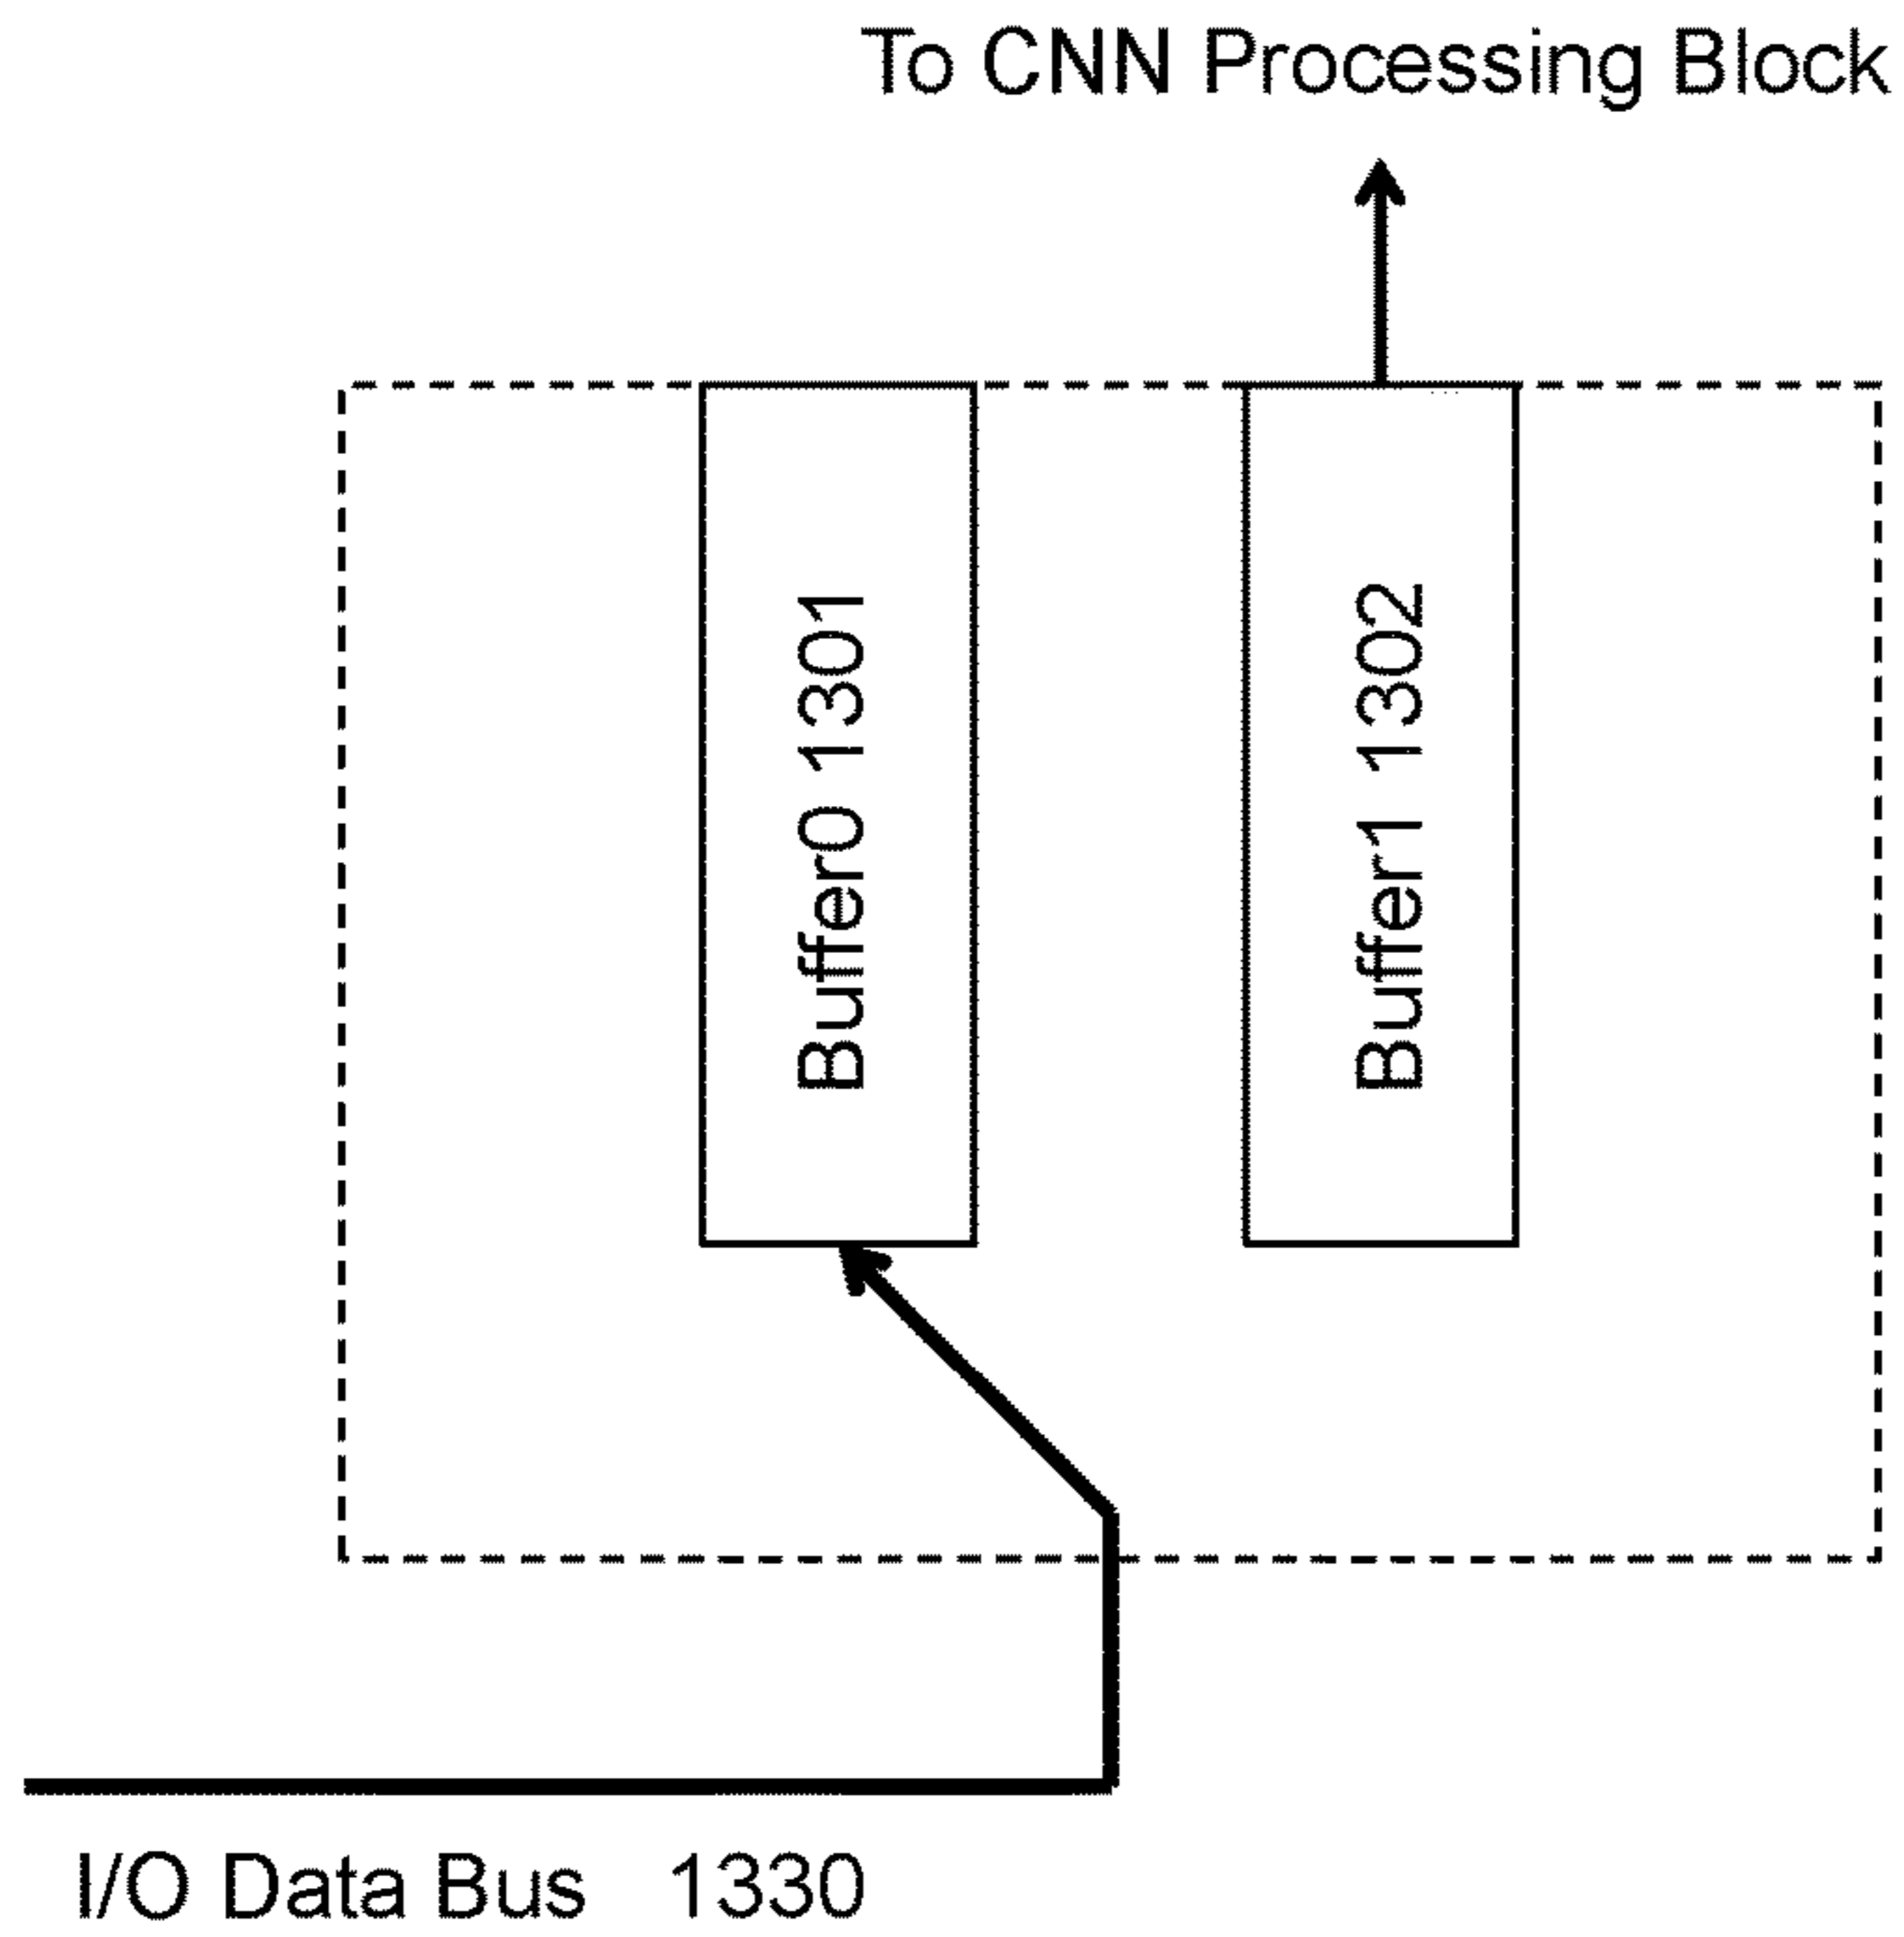 To CNN Processing Block
Buffer0 1301
Buffer1 1302
I/O Data Bus 1330